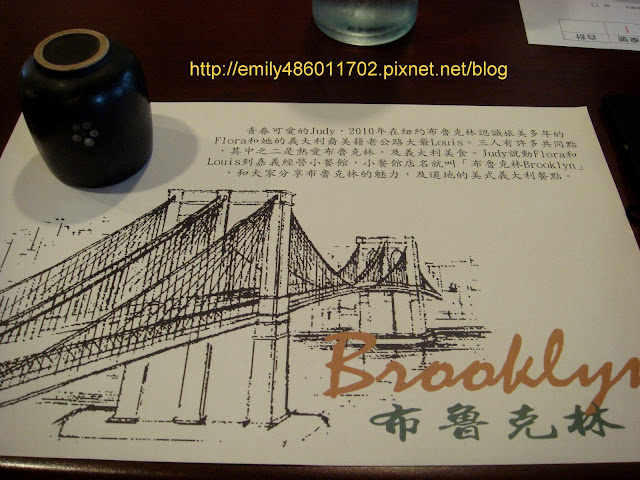 合計
http://emily486011702.pixnet.net/blog
青春可愛的Judy，2010年在紐約布魯克林認識旅美多年的
Flora和她的義大利裔美籍老公路大爺Louis。三人有許多共同點
，其中之二是熱愛布魯克林，及義大利美食。Judy說動Flora和
Louis到嘉義經營小餐館，小餐館店名就叫「布魯克林Brooklyn」
，和大家分享布魯克林的魅力，及道地的美式義大利餐點。
Brooklyn
布魯克林